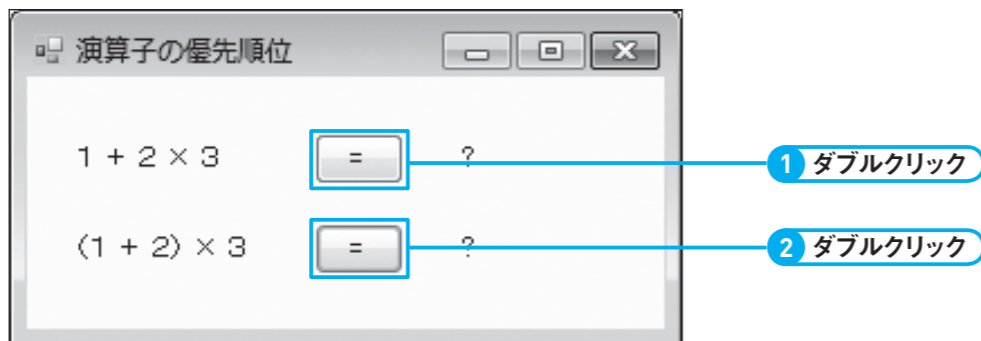 演算子の優先順位
1 + 2 × 3 = ? 1 ダブルクリック
(1 + 2) × 3 = ? 2 ダブルクリック